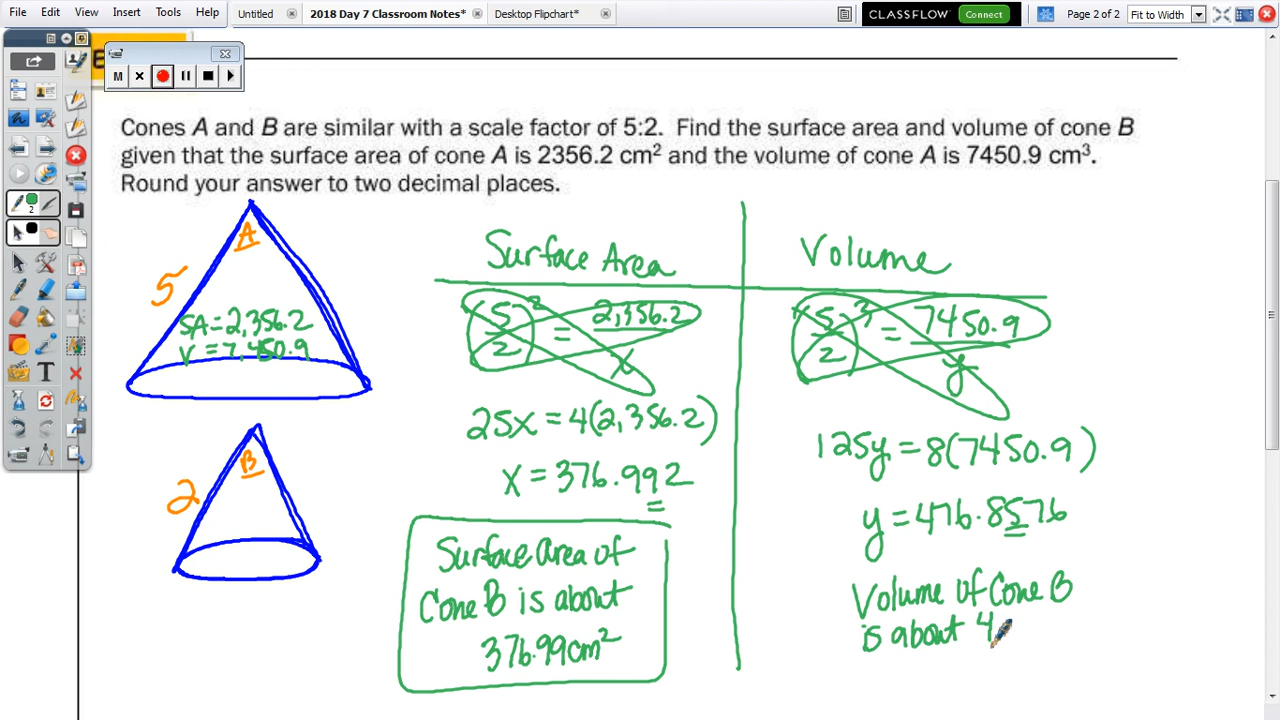 File Edit View Insert Tools Help
Untitled
2018 Day 7 Classroom Notes*
Desktop Flipchart*
CLASSFLOW Connect
Page 2 of 2
Fit to Width
B
M
Cones A and B are similar with a scale factor of 5:2. Find the surface area and volume of cone B
given that the surface area of cone A is 2356.2 cm² and the volume of cone A is 7450.9 cm³.
Round your answer to two decimal places.
A
5
SA=2,356.2
V=7,450.9
B
2
Surface Area
(5/2)² = 2,356.2/x
25x=4(2,356.2)
x=376.992
Surface Area of
Cone B is about
376.99cm²
Volume
(5/2)³ = 7450.9/y
125y=8(7450.9)
y=476.8576
Volume of Cone B
is about 4
2
T